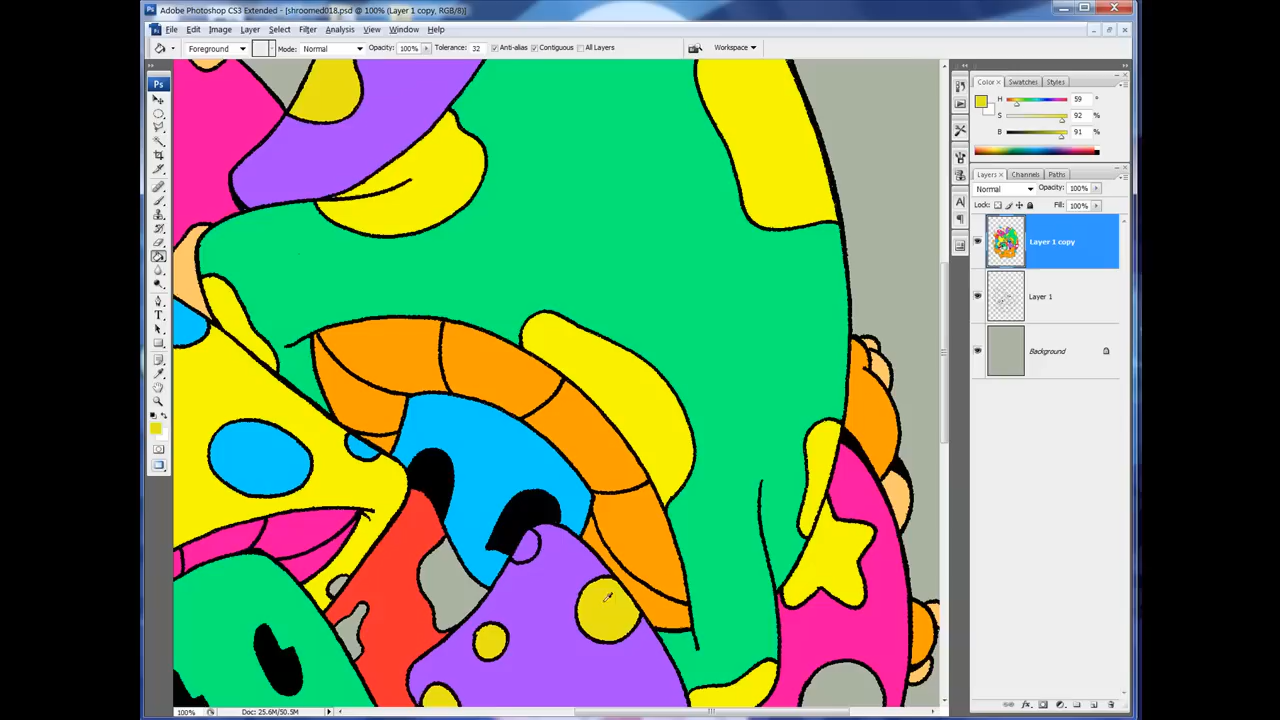 Adobe Photoshop CS3 Extended - [shroomed018.psd @ 100% (Layer 1 copy, RGB/8)]
File Edit Image Layer Select Filter Analysis View Window Help
Foreground Mode: Normal Opacity: 100% Tolerance: 32 Anti-alias Contiguous All Layers Workspace
Ps
Color × Swatches Styles
H 59 °
S 92 %
B 91 %
Layers × Channels Paths
Normal Opacity: 100%
Lock: Fill: 100%
Layer 1 copy
Layer 1
Background
T
A
100% Doc: 25.6M/50.5M